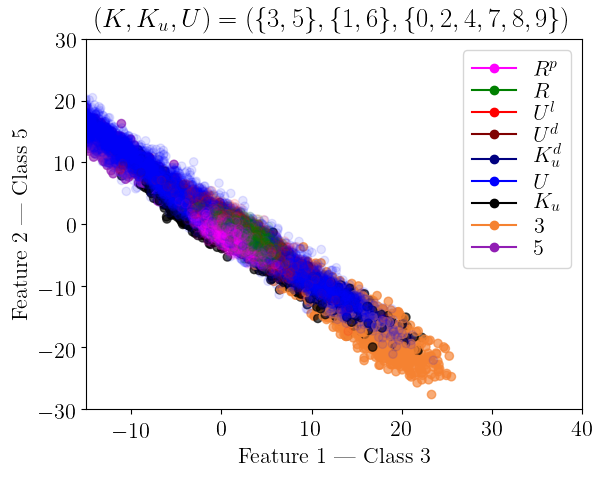 (K, K_u, U) = ({3, 5}, {1, 6}, {0, 2, 4, 7, 8, 9})
30
20
10
0
−10
−20
−30
Feature 2 — Class 5
R^p
R
U^l
U^d
K_u^d
U
K_u
3
5
−10
0
10
20
30
40
Feature 1 — Class 3